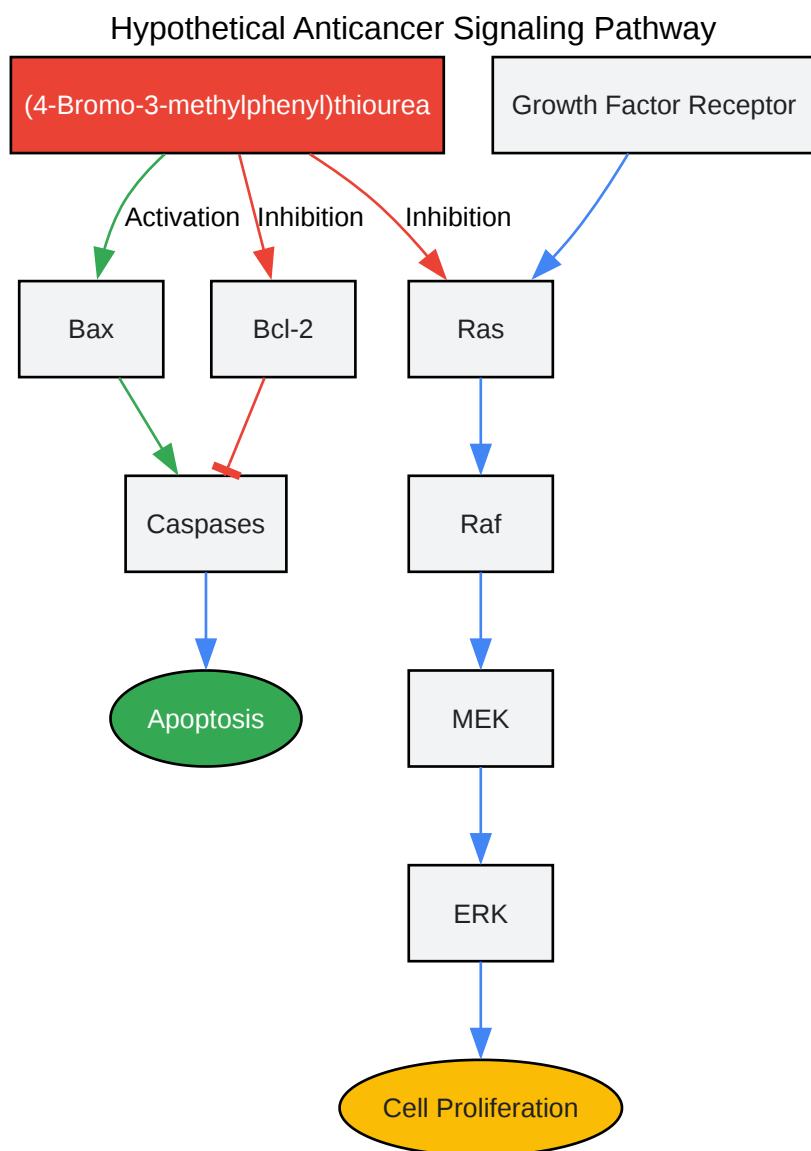 Hypothetical Anticancer Signaling Pathway
(4-Bromo-3-methylphenyl)thiourea
Growth Factor Receptor
Activation
Inhibition
Inhibition
Bax
Bcl-2
Ras
Caspases
Raf
Apoptosis
MEK
ERK
Cell Proliferation